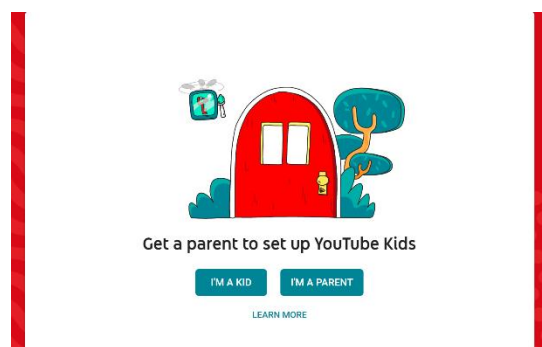 Get a parent to set up YouTube Kids
I'M A KID
I'M A PARENT
LEARN MORE